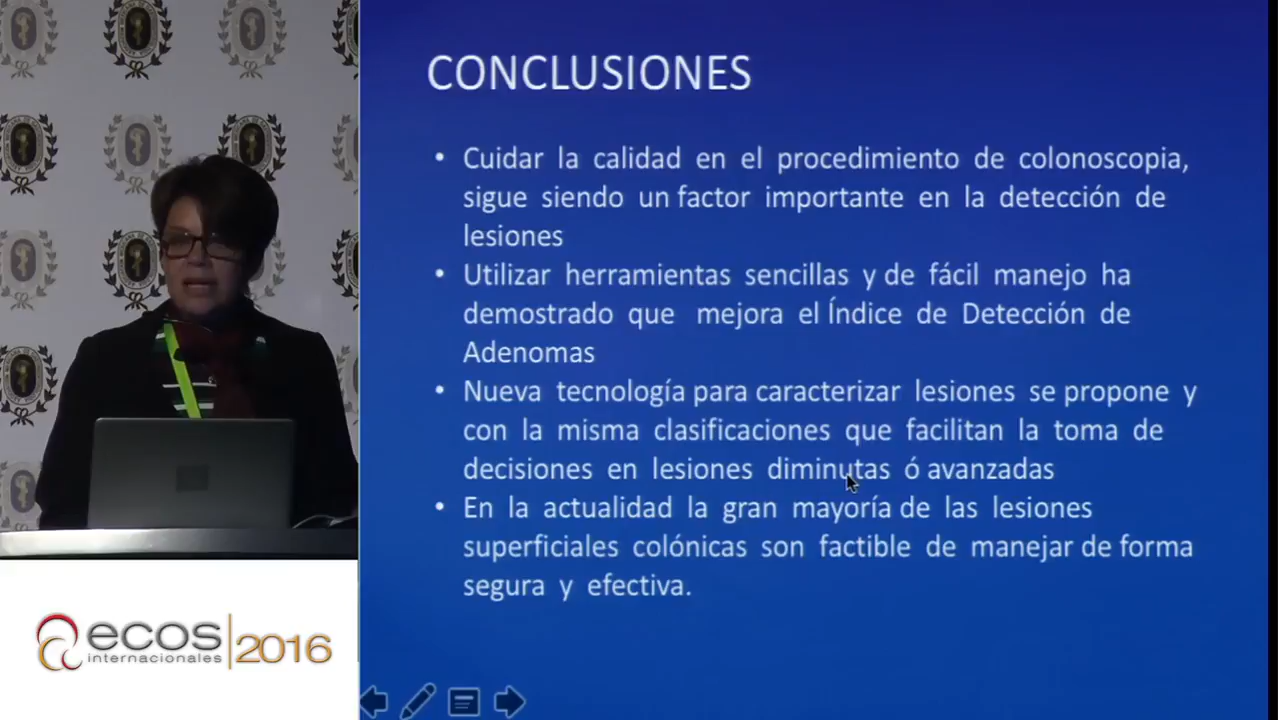 CONCLUSIONES
• Cuidar la calidad en el procedimiento de colonoscopia,
sigue siendo un factor importante en la detección de
lesiones
• Utilizar herramientas sencillas y de fácil manejo ha
demostrado que mejora el Índice de Detección de
Adenomas
• Nueva tecnología para caracterizar lesiones se propone y
con la misma clasificaciones que facilitan la toma de
decisiones en lesiones diminutas ó avanzadas
• En la actualidad la gran mayoría de las lesiones
superficiales colónicas son factible de manejar de forma
segura y efectiva.
ecos
internacionales
2016